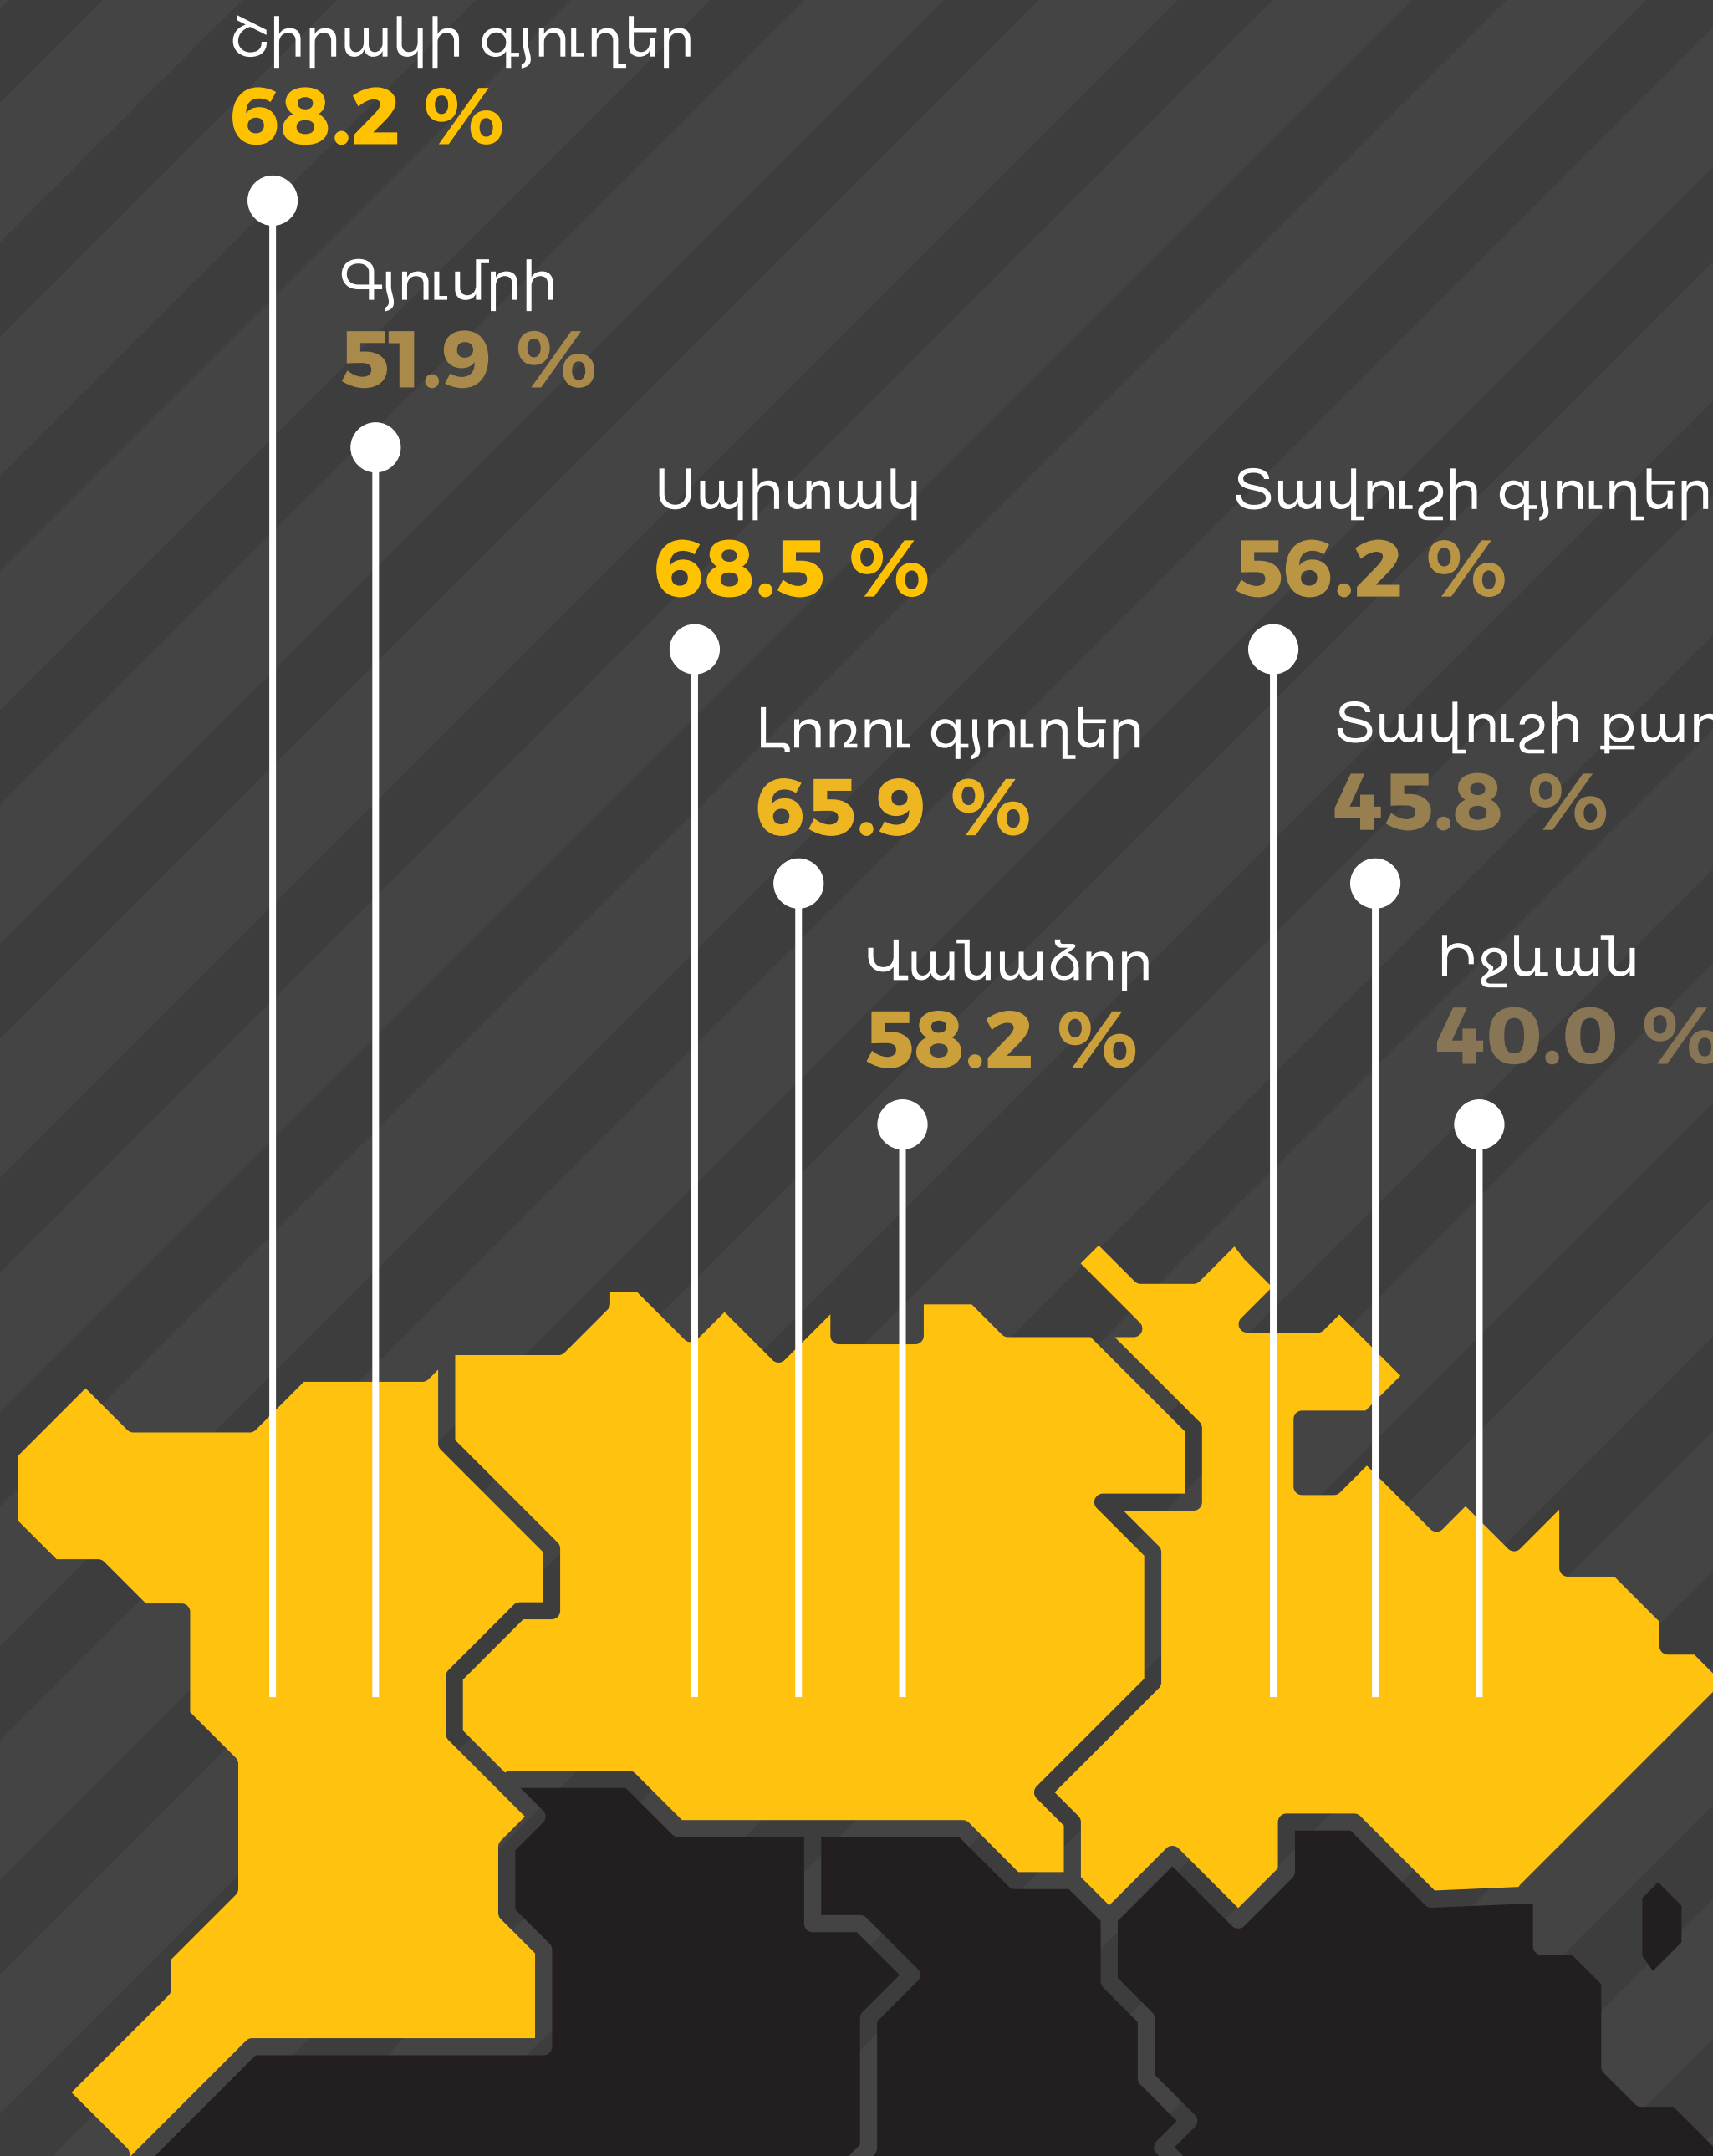 Շիրակի գյուղեր
68.2 %
Գյումրի
51.9 %
Սպիտակ
68.5 %
Տավուշի գյուղեր
56.2 %
Լոռու գյուղեր
65.9 %
Տավուշի
45.8 %
Վանաձոր
58.2 %
Իջևան
40.0 %